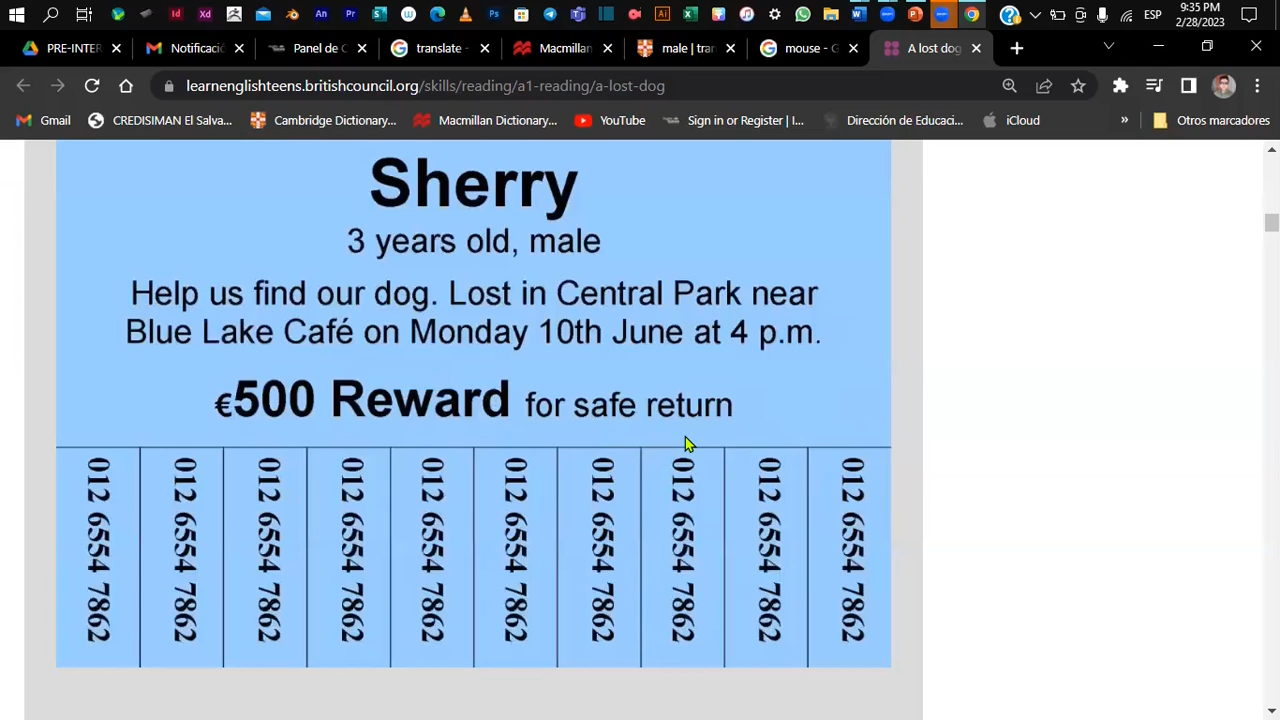 9:35 PM
ESP
2/28/2023
PRE-INTER
Notificació
Panel de C
translate -
Macmillan
male | tran
mouse - G
A lost dog
learnenglishteens.britishcouncil.org/skills/reading/a1-reading/a-lost-dog
Gmail
CREDISIMAN El Salva...
Cambridge Dictionary...
Macmillan Dictionary...
YouTube
Sign in or Register | I...
Dirección de Educaci...
iCloud
»
Otros marcadores
Sherry
3 years old, male
Help us find our dog. Lost in Central Park near
Blue Lake Café on Monday 10th June at 4 p.m.
€500 Reward for safe return
012 6554 7862
012 6554 7862
012 6554 7862
012 6554 7862
012 6554 7862
012 6554 7862
012 6554 7862
012 6554 7862
012 6554 7862
012 6554 7862